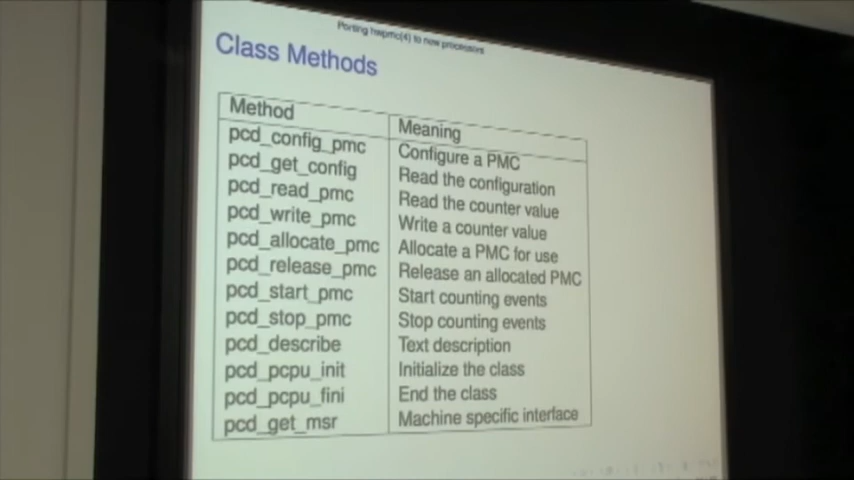 Porting hwpmc(4) to new processors
Class Methods
Method Meaning
pcd_config_pmc Configure a PMC
pcd_get_config Read the configuration
pcd_read_pmc Read the counter value
pcd_write_pmc Write a counter value
pcd_allocate_pmc Allocate a PMC for use
pcd_release_pmc Release an allocated PMC
pcd_start_pmc Start counting events
pcd_stop_pmc Stop counting events
pcd_describe Text description
pcd_pcpu_init Initialize the class
pcd_pcpu_fini End the class
pcd_get_msr Machine specific interface